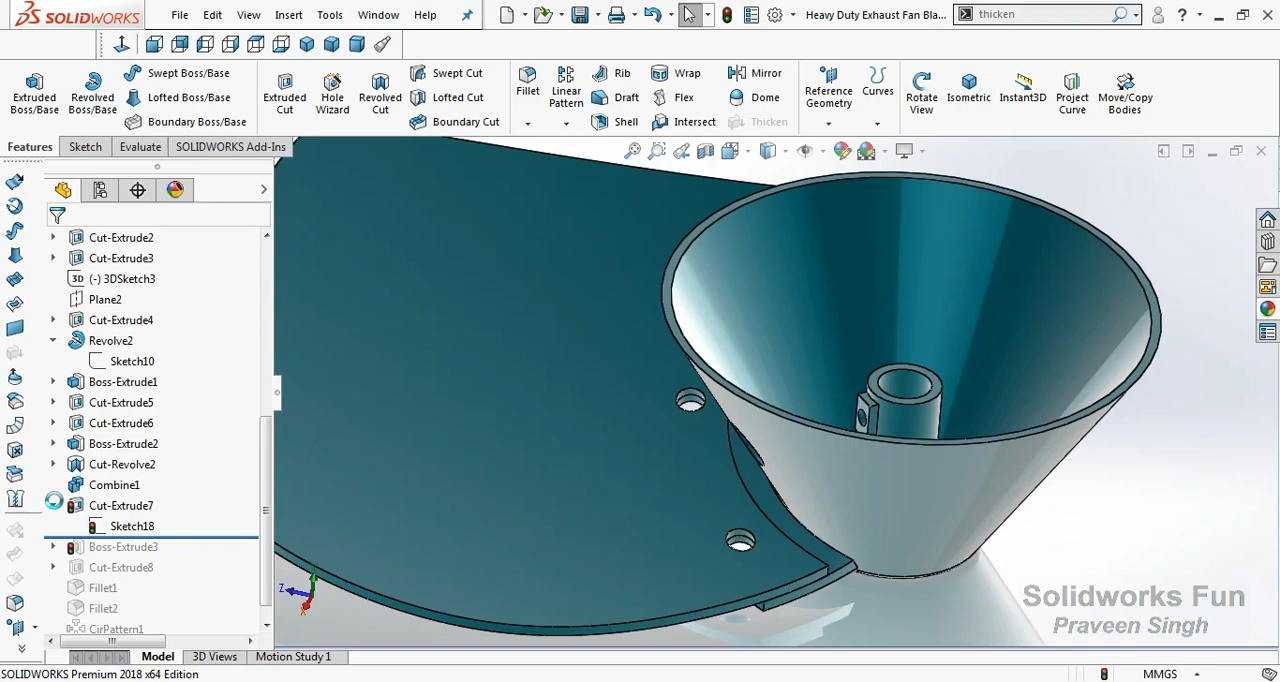 SOLIDWORKS
File Edit View Insert Tools Window Help
Heavy Duty Exhaust Fan Bla...
thicken
Extruded Boss/Base
Revolved Boss/Base
Swept Boss/Base
Lofted Boss/Base
Boundary Boss/Base
Extruded Cut
Hole Wizard
Revolved Cut
Swept Cut
Lofted Cut
Boundary Cut
Fillet
Linear Pattern
Rib
Draft
Shell
Wrap
Flex
Intersect
Mirror
Dome
Thicken
Reference Geometry
Curves
Rotate View
Isometric
Instant3D
Project Curve
Move/Copy Bodies
Features Sketch Evaluate SOLIDWORKS Add-Ins
Cut-Extrude2
Cut-Extrude3
3D (-) 3DSketch3
Plane2
Cut-Extrude4
Revolve2
Sketch10
Boss-Extrude1
Cut-Extrude5
Cut-Extrude6
Boss-Extrude2
Cut-Revolve2
Combine1
Cut-Extrude7
Sketch18
Boss-Extrude3
Cut-Extrude8
Fillet1
Fillet2
CirPattern1
Z
X
Solidworks Fun
Praveen Singh
Model 3D Views Motion Study 1
SOLIDWORKS Premium 2018 x64 Edition
MMGS